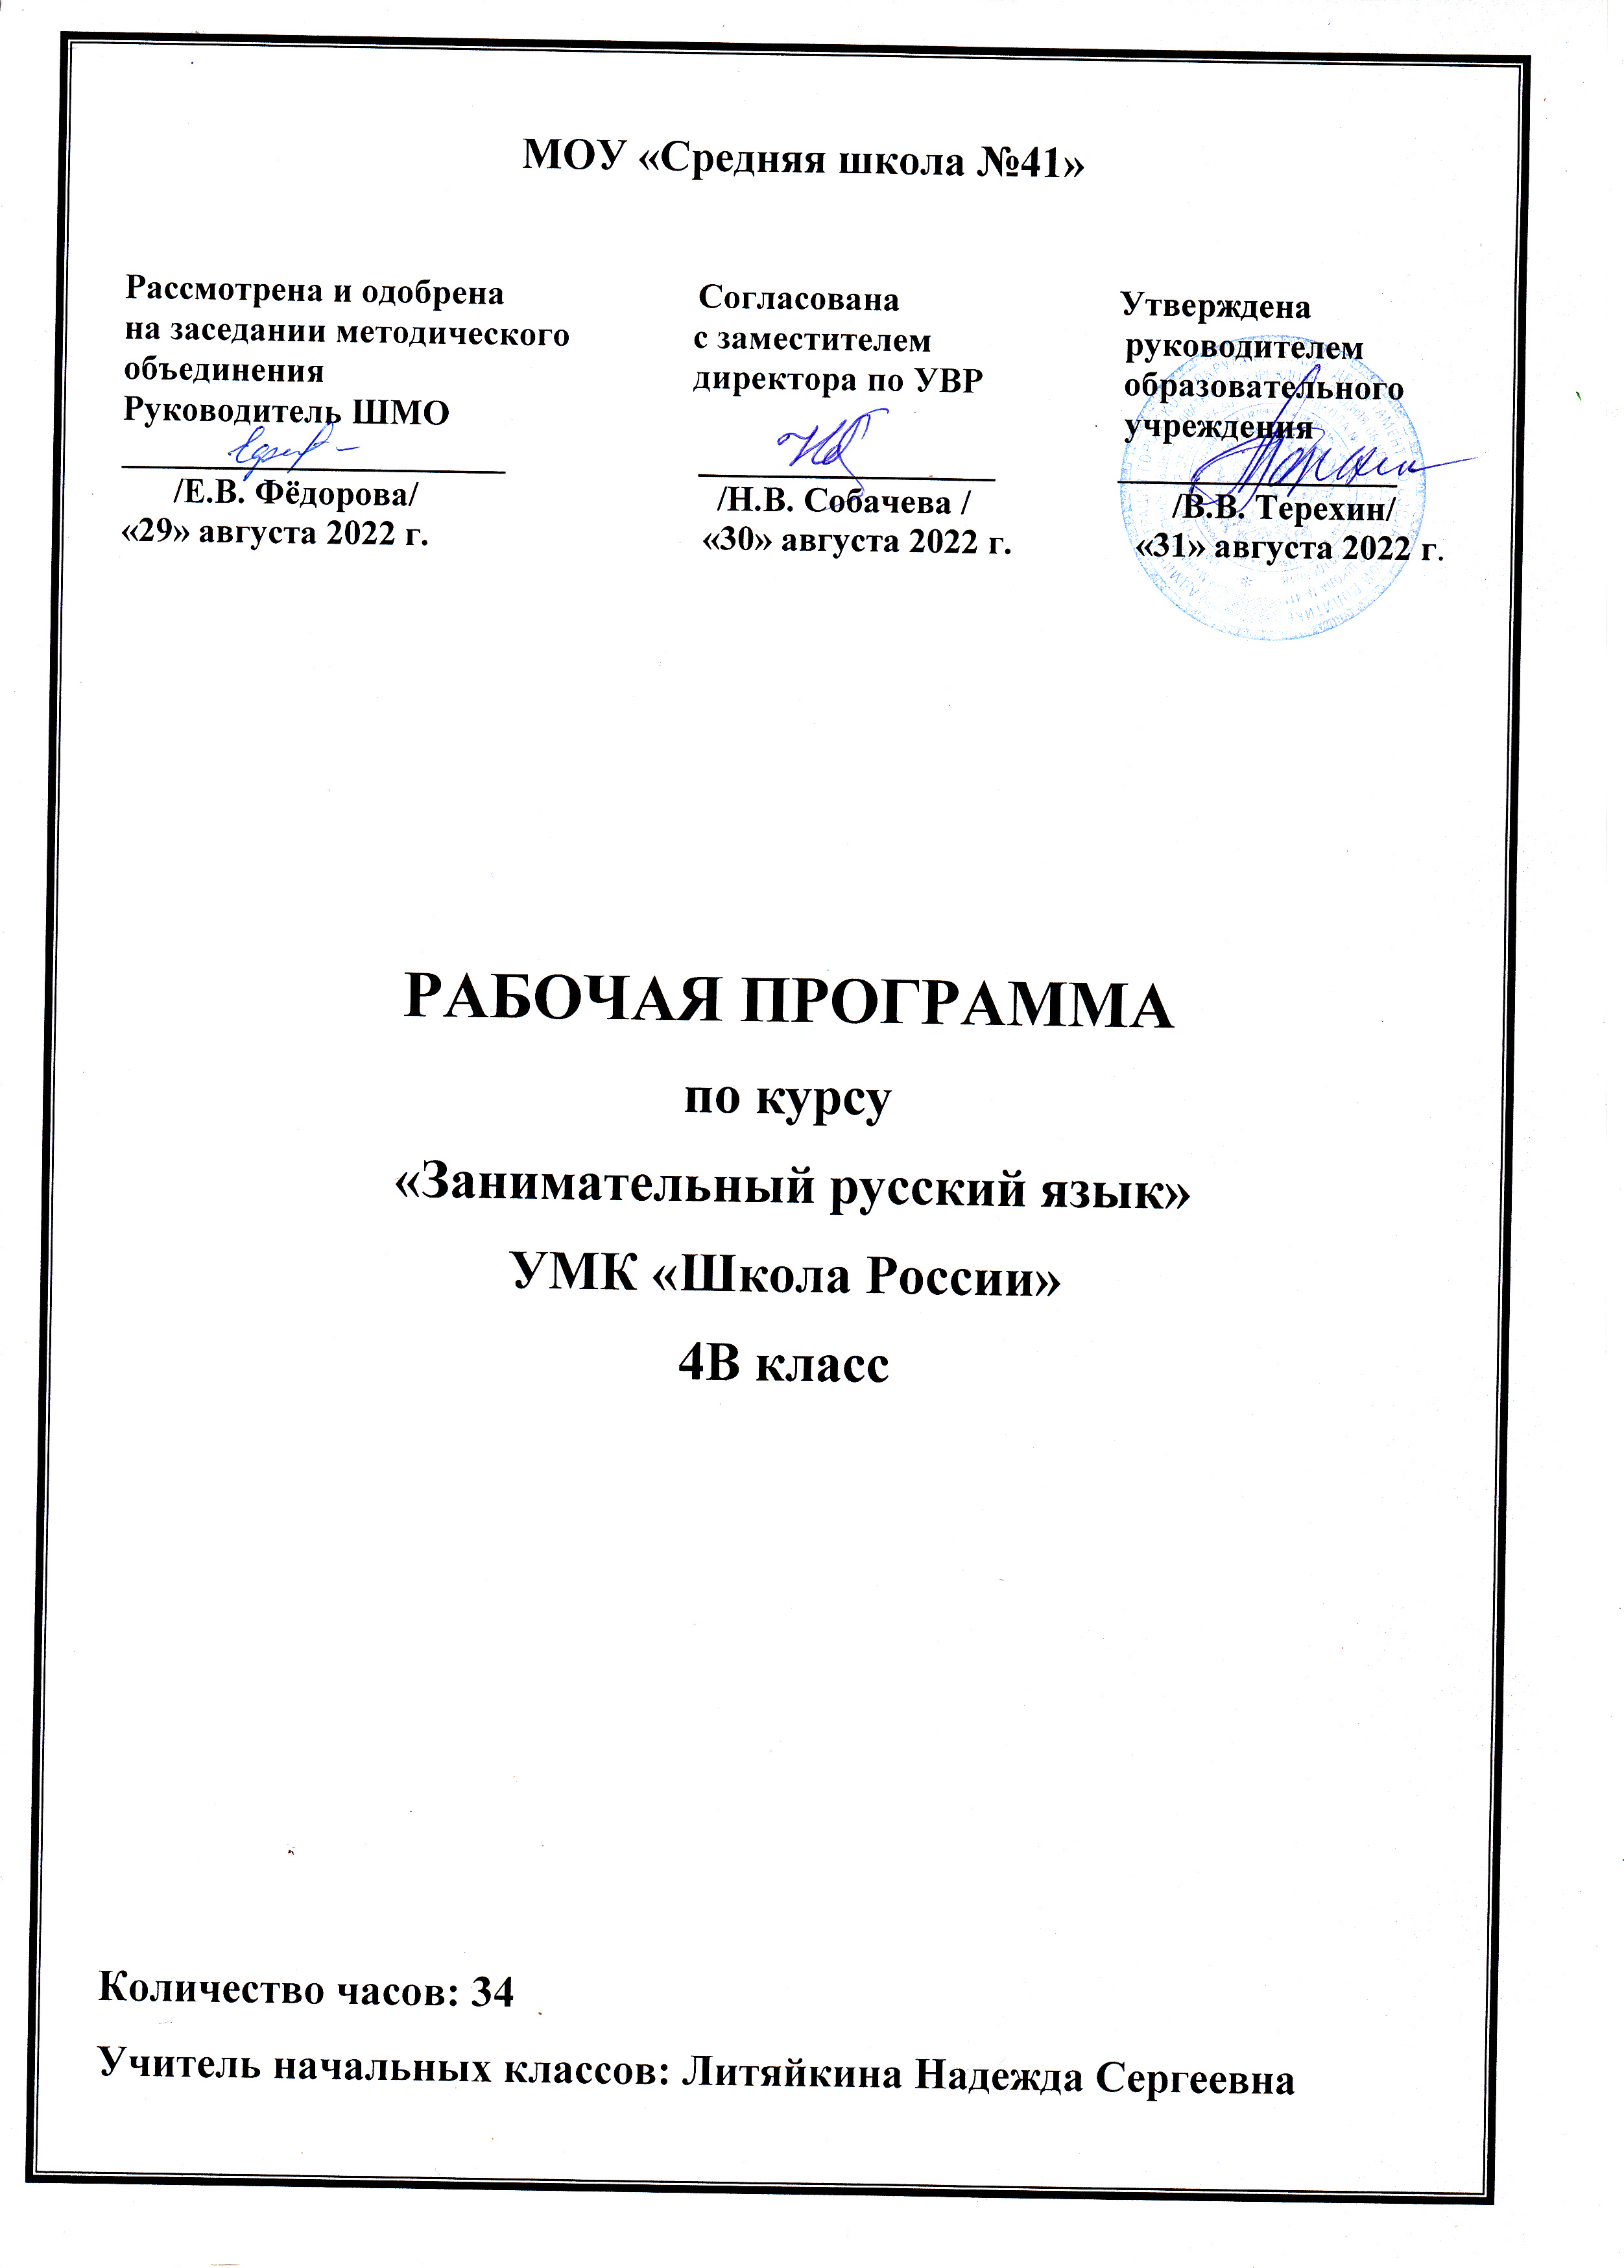 МОУ «Средняя школа №41»
Рассмотрена и одобрена
на заседании методического
объединения
Руководитель ШМО
/Е.В. Фёдорова/
«29» августа 2022 г.
Согласована
с заместителем
директора по УВР
/Н.В. Собачева /
«30» августа 2022 г.
Утверждена
руководителем
образовательного
учреждения
/В.В. Терехин/
«31» августа 2022 г.
РАБОЧАЯ ПРОГРАММА
по курсу
«Занимательный русский язык»
УМК «Школа России»
4В класс
Количество часов: 34
Учитель начальных классов: Литяйкина Надежда Сергеевна